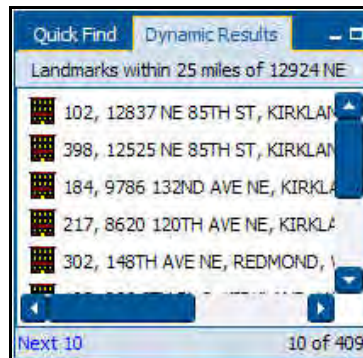 Quick Find Dynamic Results
Landmarks within 25 miles of 12924 NE
102, 12837 NE 85TH ST, KIRKLAN
398, 12525 NE 85TH ST, KIRKLAN
184, 9786 132ND AVE NE, KIRKLA
217, 8620 120TH AVE NE, KIRKLA
302, 148TH AVE NE, REDMOND,
Next 10 10 of 409